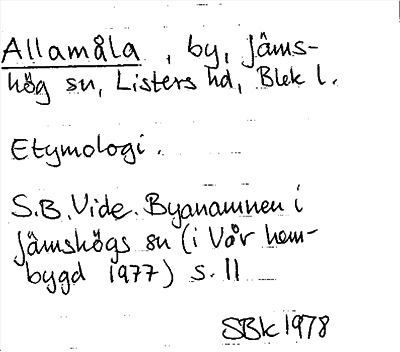 Allamåla, by, Jäms-
hög sn, Listers hd, Blek l.
Etymologi.
S.B. Vide. Byanamnen i
Jämshögs sn (i Vår hem-
bygd 1977) s. 11
SBk 1978